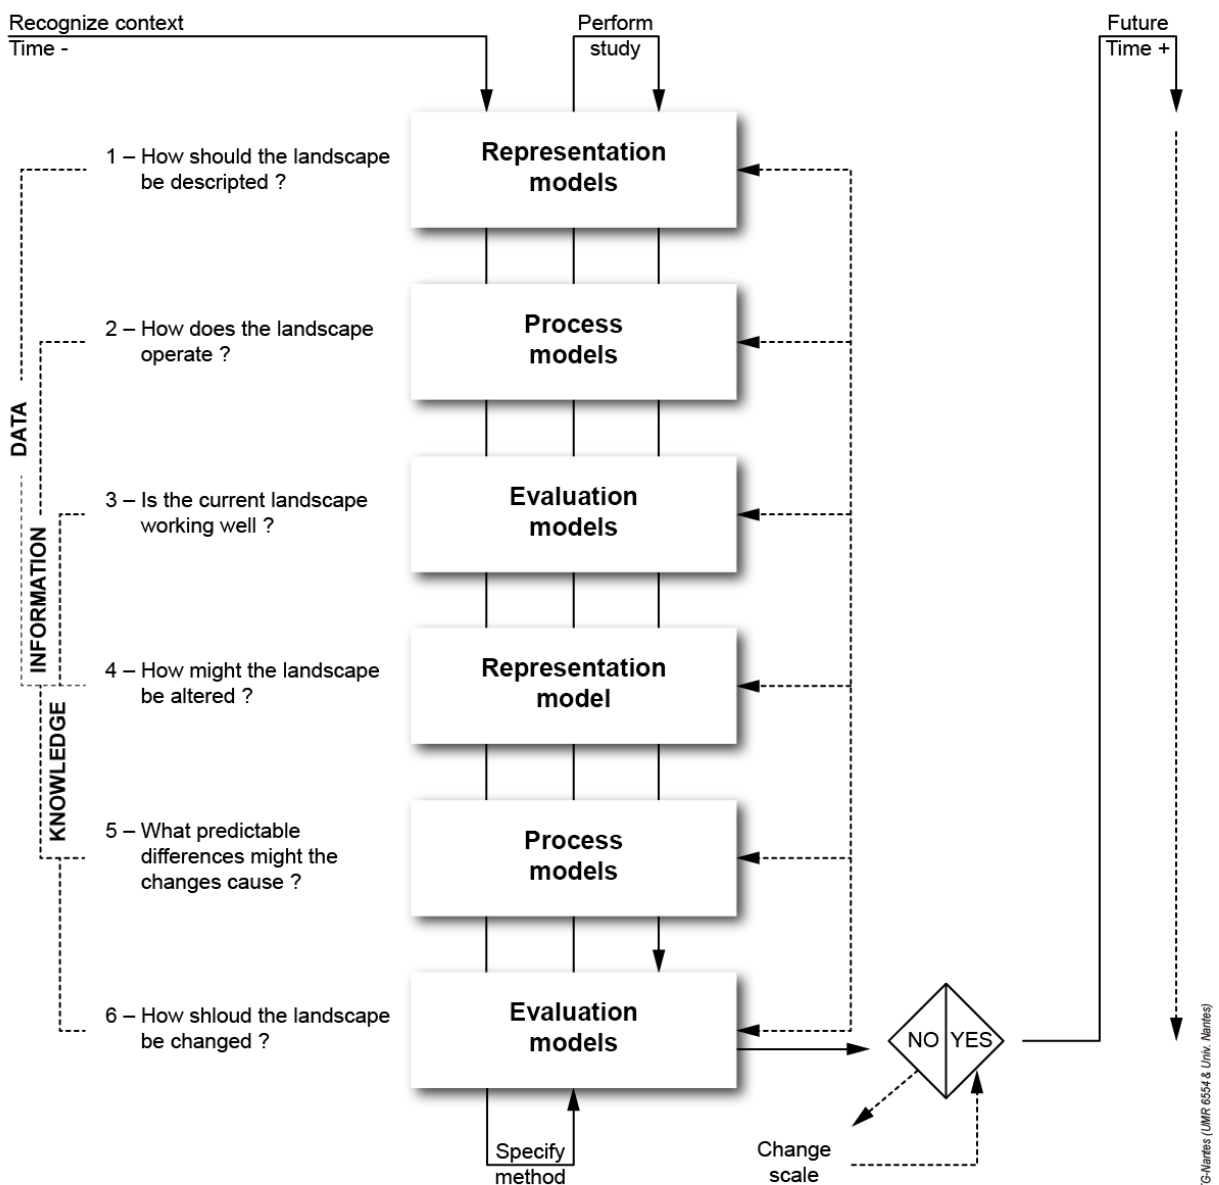 Recognize context
Time -
Perform
study
Future
Time +
1 – How should the landscape
be descripted ?
Representation
models
2 – How does the landscape
operate ?
Process
models
DATA
3 – Is the current landscape
working well ?
Evaluation
models
INFORMATION
4 – How might the landscape
be altered ?
Representation
model
KNOWLEDGE
5 – What predictable
differences might the
changes cause ?
Process
models
6 – How shloud the landscape
be changed ?
Evaluation
models
NO YES
Specify
method
Change
scale
G-Nantes (UMR 6554 & Univ. Nantes)